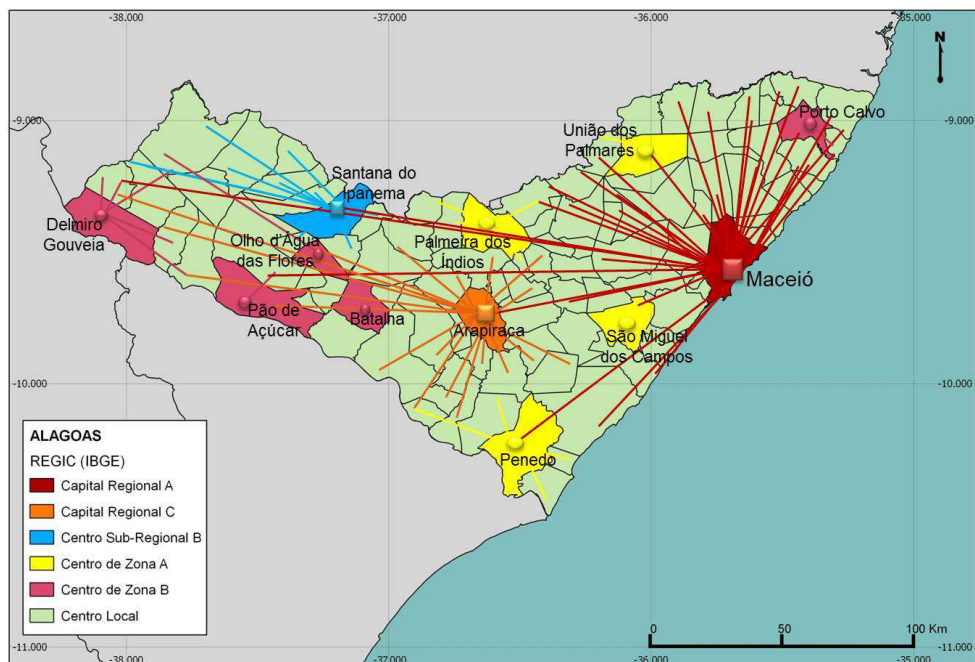 -38.000
-37.000
-36.000
-35.000
N
-9.000
-9.000
Porto Calvo
União dos
Palmares
Santana do
Ipanema
Delmiro
Gouveia
Olho d'Água
das Flores
Palmeira dos
Índios
Maceió
Pão de
Açúcar
Batalha
Arapiraca
São Miguel
dos Campos
-10.000
-10.000
Penedo
ALAGOAS
REGIC (IBGE)
Capital Regional A
Capital Regional C
Centro Sub-Regional B
Centro de Zona A
Centro de Zona B
Centro Local
0
50
100 Km
-11.000
-11.000
-38.000
-37.000
-36.000
-35.000